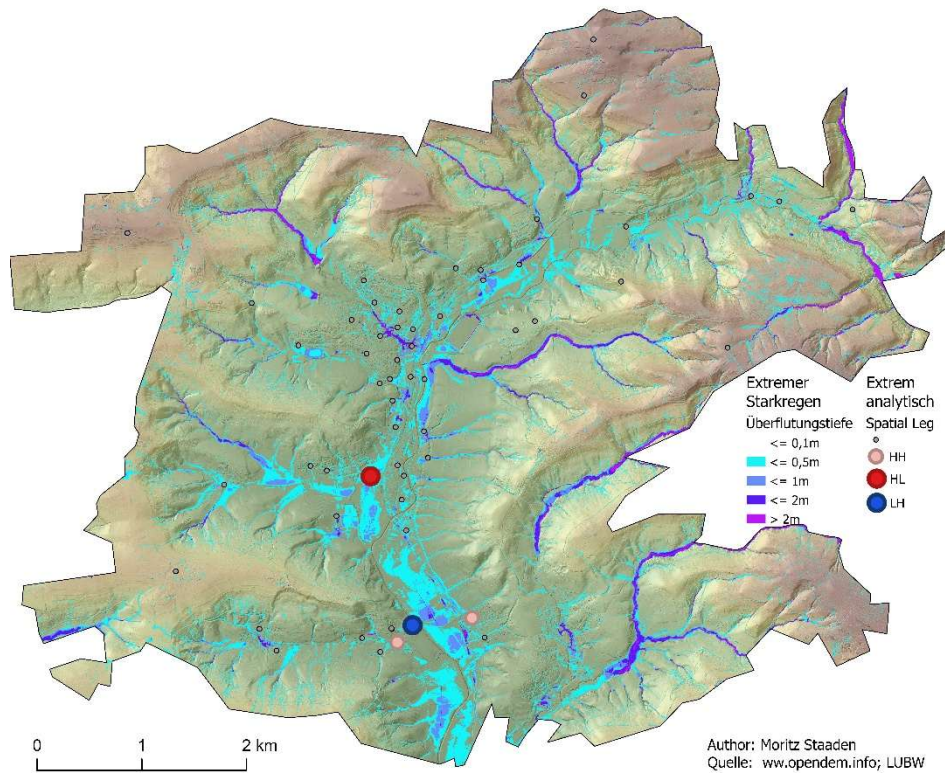 Extremer
Starkregen
Überflutungstiefe
<= 0,1m
<= 0,5m
<= 1m
<= 2m
> 2m
Extrem
analytisch
Spatial Leg
HH
HL
LH
0 1 2 km
Author: Moritz Staaden
Quelle: ww.opendem.info; LUBW